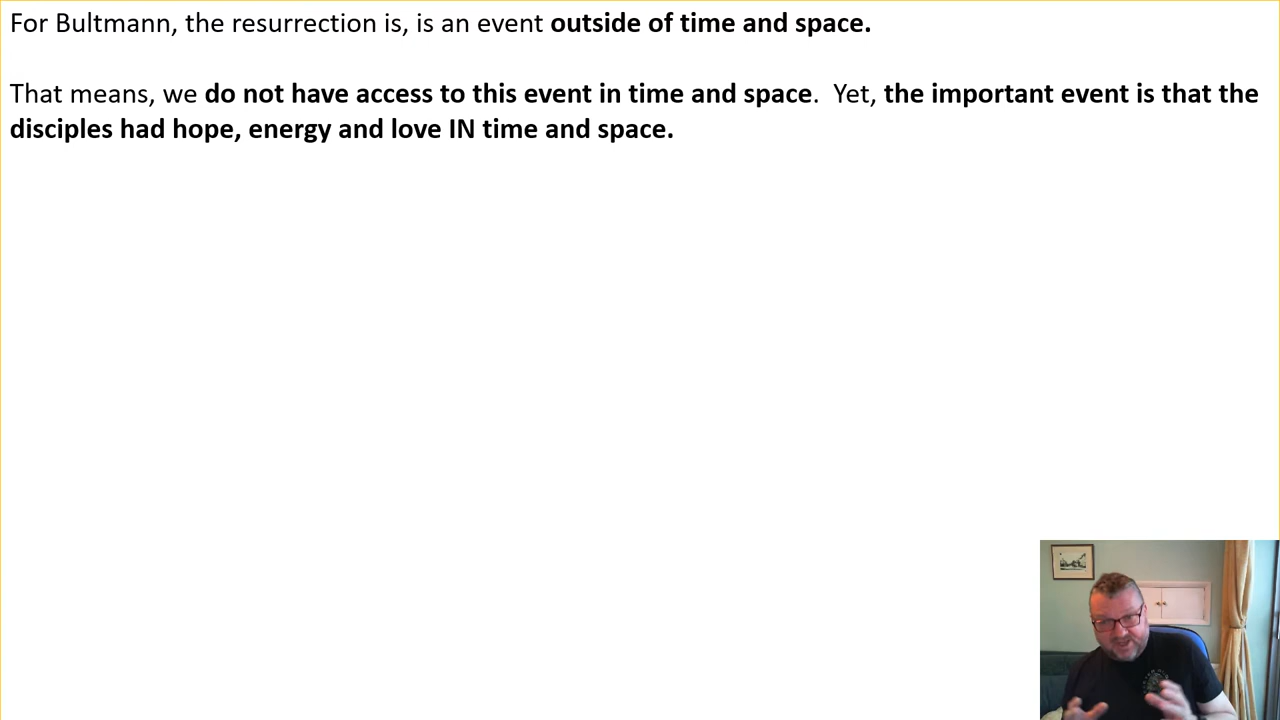 For Bultmann, the resurrection is, is an event outside of time and space.
That means, we do not have access to this event in time and space.  Yet, the important event is that the
disciples had hope, energy and love IN time and space.